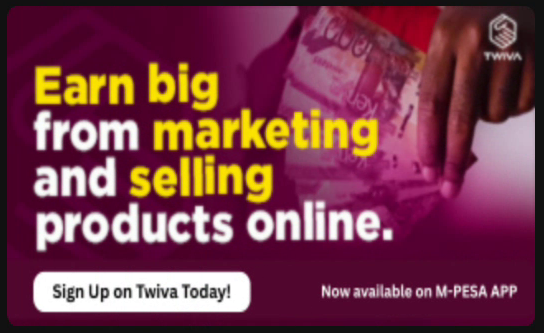 TWIVA
Earn big
from marketing
and selling
products online.
Sign Up on Twiva Today!
Now available on M-PESA APP